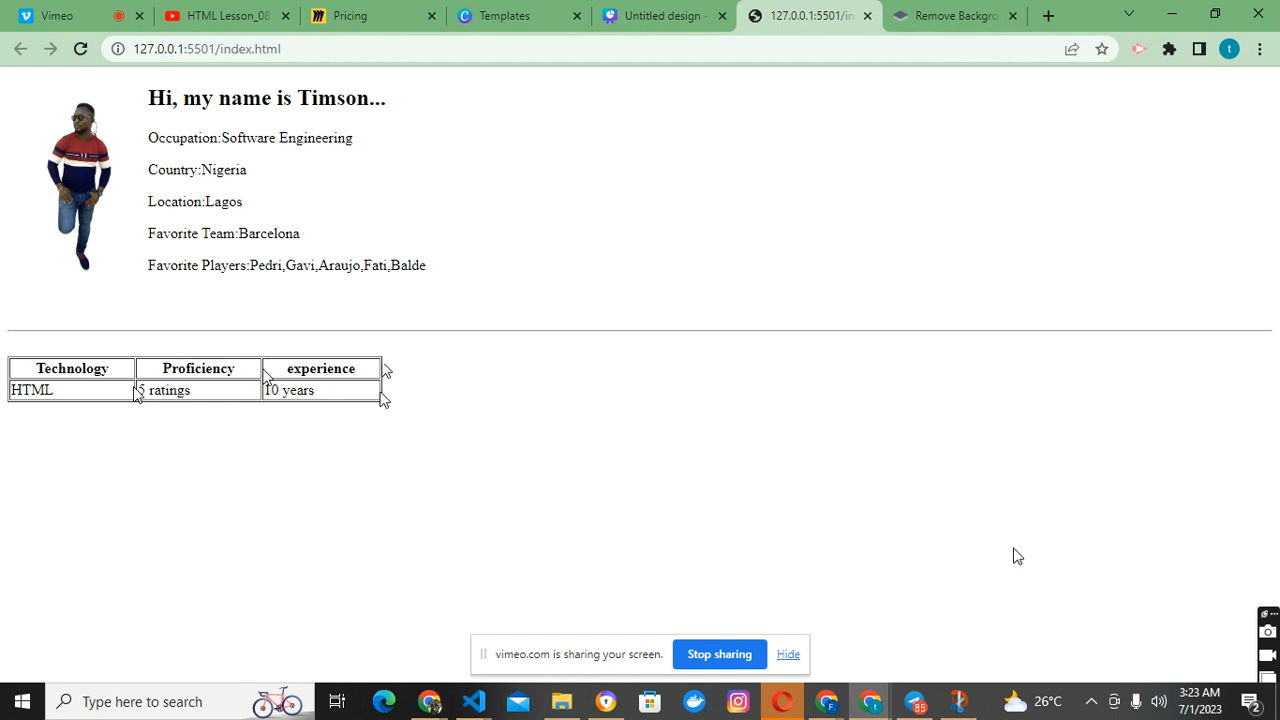 Vimeo
HTML Lesson_08
Pricing
Templates
Untitled design -
127.0.0.1:5501/in
Remove Backgro
127.0.0.1:5501/index.html
t
Hi, my name is Timson...
Occupation:Software Engineering
Country:Nigeria
Location:Lagos
Favorite Team:Barcelona
Favorite Players:Pedri,Gavi,Araujo,Fati,Balde
Technology Proficiency experience
HTML 5 ratings 10 years
vimeo.com is sharing your screen. Stop sharing Hide
Type here to search
F
t
85
26°C
3:23 AM
7/1/2023
2